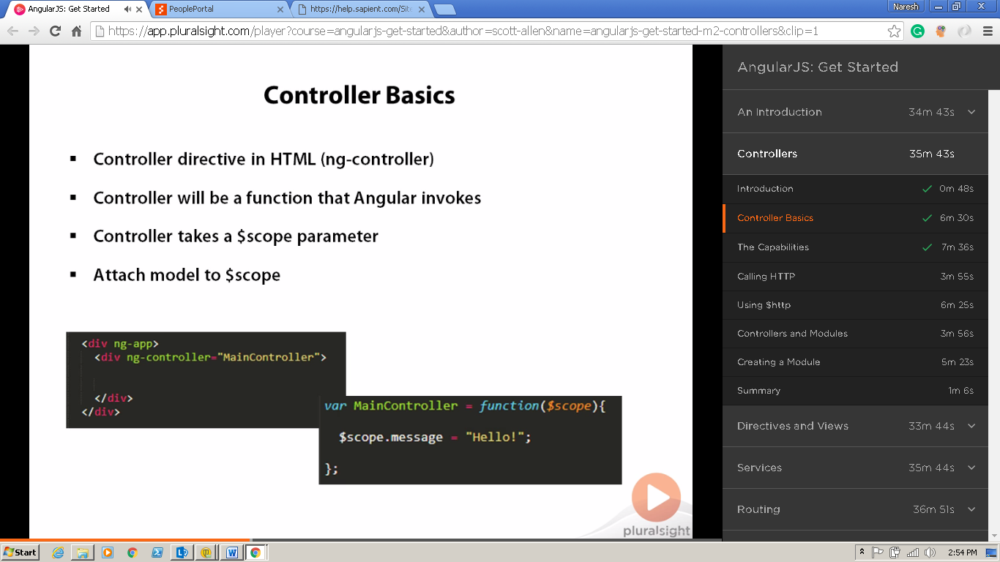 AngularJS: Get Started
PeoplePortal
https://help.sapient.com/Site
Naresh
https://app.pluralsight.com/player?course=angularjs-get-started&author=scott-allen&name=angularjs-get-started-m2-controllers&clip=1
Controller Basics
▪ Controller directive in HTML (ng-controller)
▪ Controller will be a function that Angular invokes
▪ Controller takes a $scope parameter
▪ Attach model to $scope
<div ng-app>
<div ng-controller="MainController">
</div>
</div>
var MainController = function($scope){
$scope.message = "Hello!";
};
pluralsight
AngularJS: Get Started
An Introduction 34m 43s
Controllers 35m 43s
Introduction 0m 48s
Controller Basics 6m 30s
The Capabilities 7m 36s
Calling HTTP 3m 55s
Using $http 6m 25s
Controllers and Modules 3m 56s
Creating a Module 5m 23s
Summary 1m 6s
Directives and Views 33m 44s
Services 35m 44s
Routing 36m 51s
Start
2:54 PM